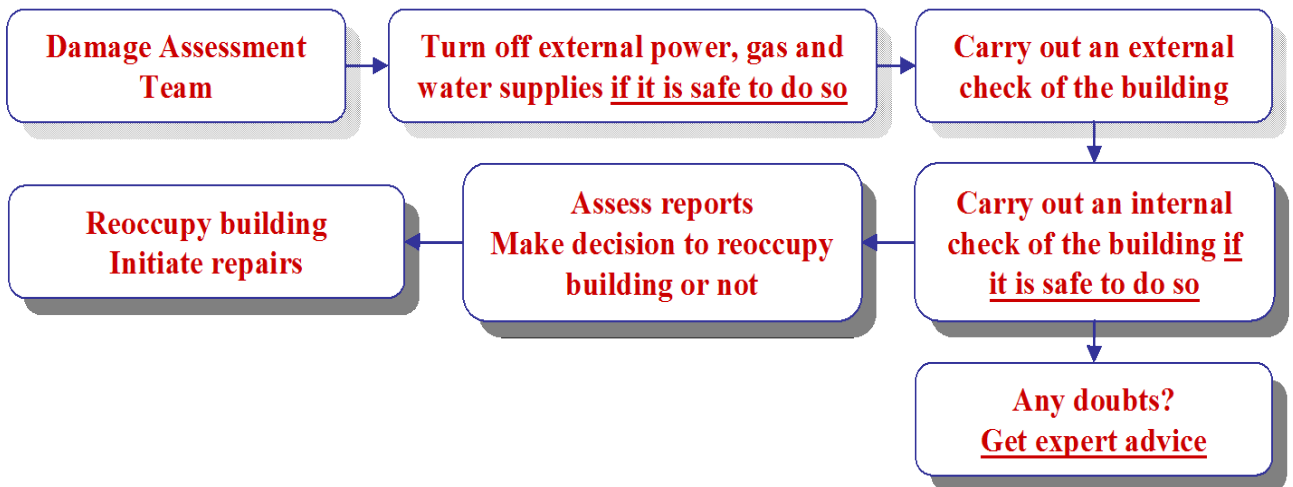 Damage Assessment
Team
Turn off external power, gas and
water supplies if it is safe to do so
Carry out an external
check of the building
Carry out an internal
check of the building if
it is safe to do so
Assess reports
Make decision to reoccupy
building or not
Reoccupy building
Initiate repairs
Any doubts?
Get expert advice